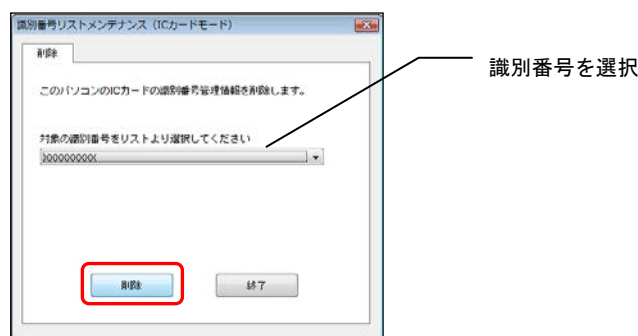 識別番号リストメンテナンス（ICカードモード）
削除
識別番号を選択
このパソコンのICカードの識別番号管理情報を削除します。
対象の識別番号をリストより選択してください
XXXXXXXXX
削除
終了